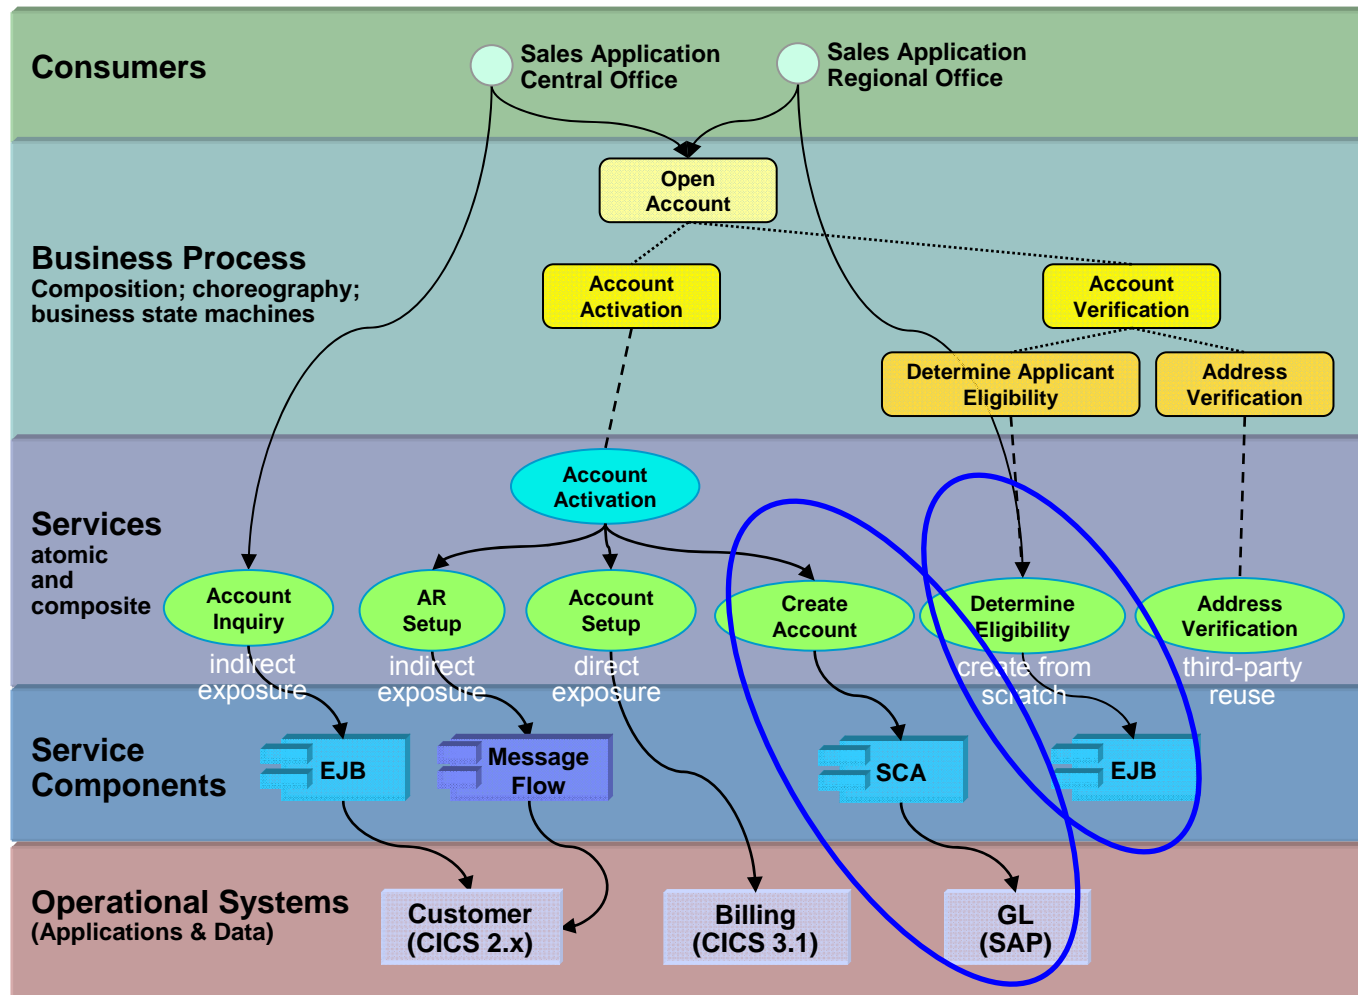 Consumers
Sales Application
Central Office
Sales Application
Regional Office
Open
Account
Business Process
Composition; choreography;
business state machines
Account
Activation
Account
Verification
Determine Applicant
Eligibility
Address
Verification
Services
atomic
and
composite
Account
Activation
Account
Inquiry
AR
Setup
Account
Setup
Create
Account
Determine
Eligibility
Address
Verification
indirect
exposure
indirect
exposure
direct
exposure
create from
scratch
third-party
reuse
Service
Components
EJB
Message
Flow
SCA
EJB
Operational Systems
(Applications & Data)
Customer
(CICS 2.x)
Billing
(CICS 3.1)
GL
(SAP)